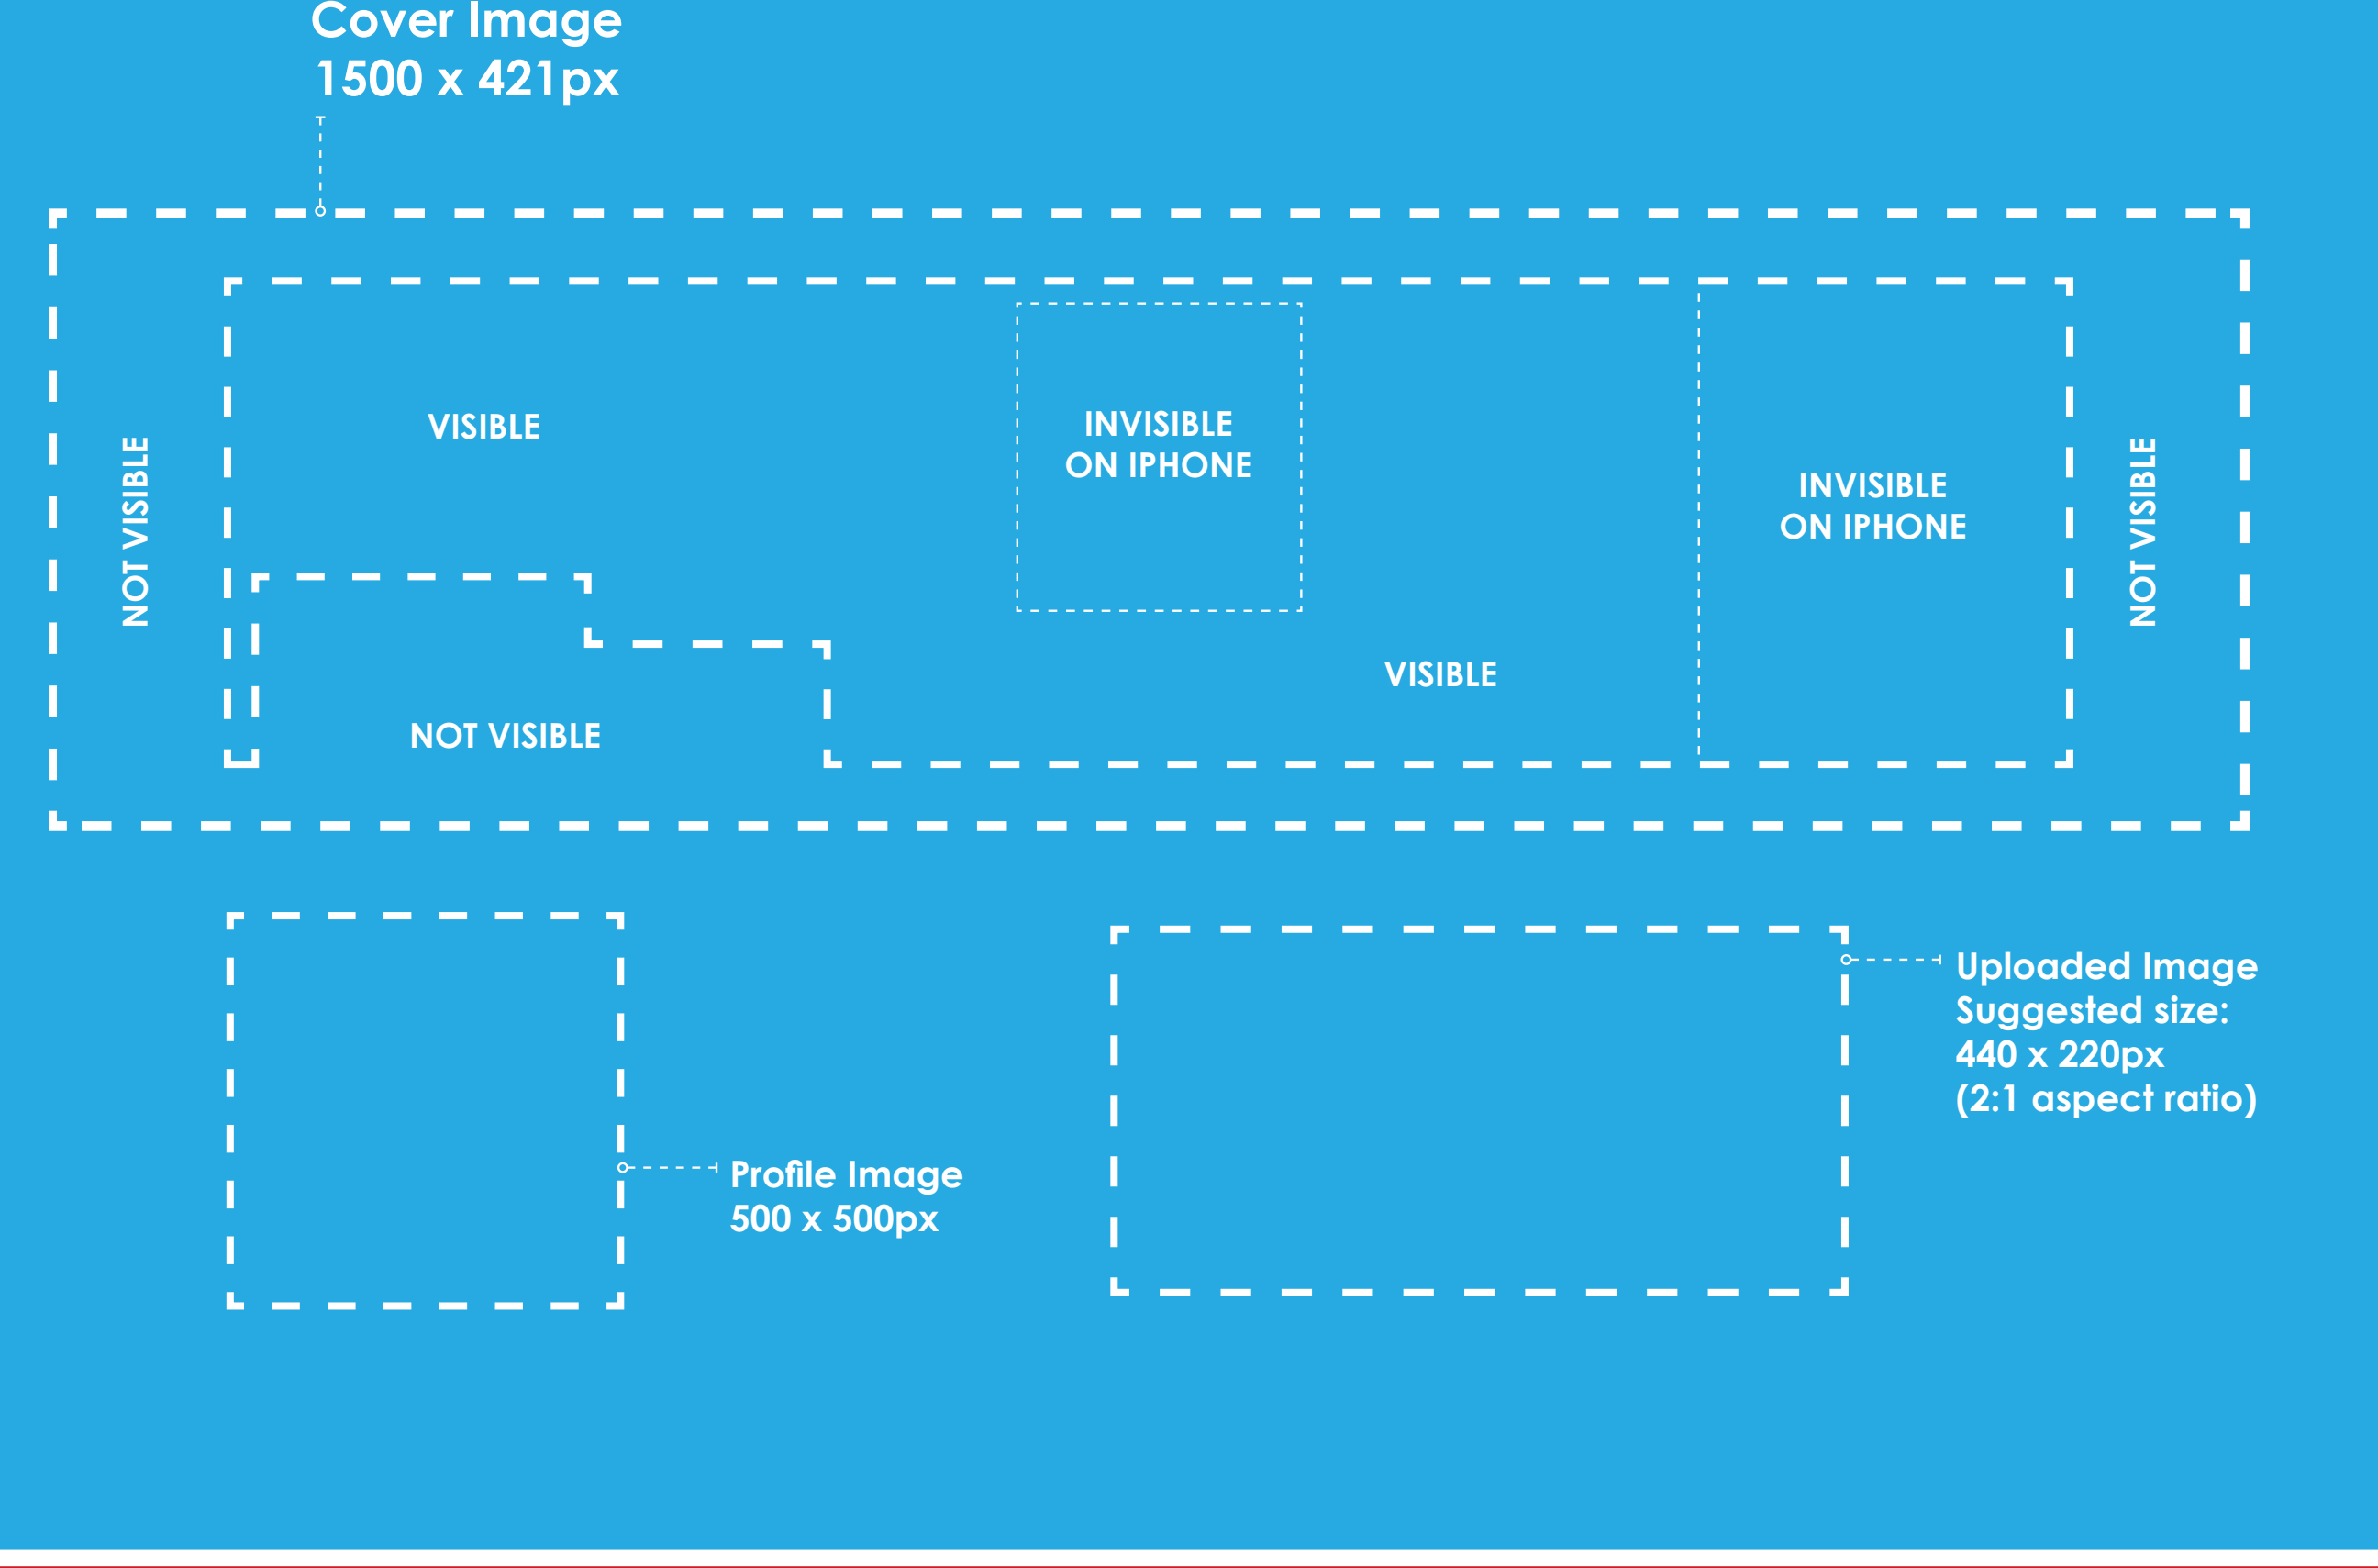 Cover Image
1500 x 421px
NOT VISIBLE
VISIBLE
INVISIBLE
ON IPHONE
INVISIBLE
ON IPHONE
NOT VISIBLE
VISIBLE
NOT VISIBLE
Uploaded Image
Suggested size:
440 x 220px
(2:1 aspect ratio)
Profile Image
500 x 500px